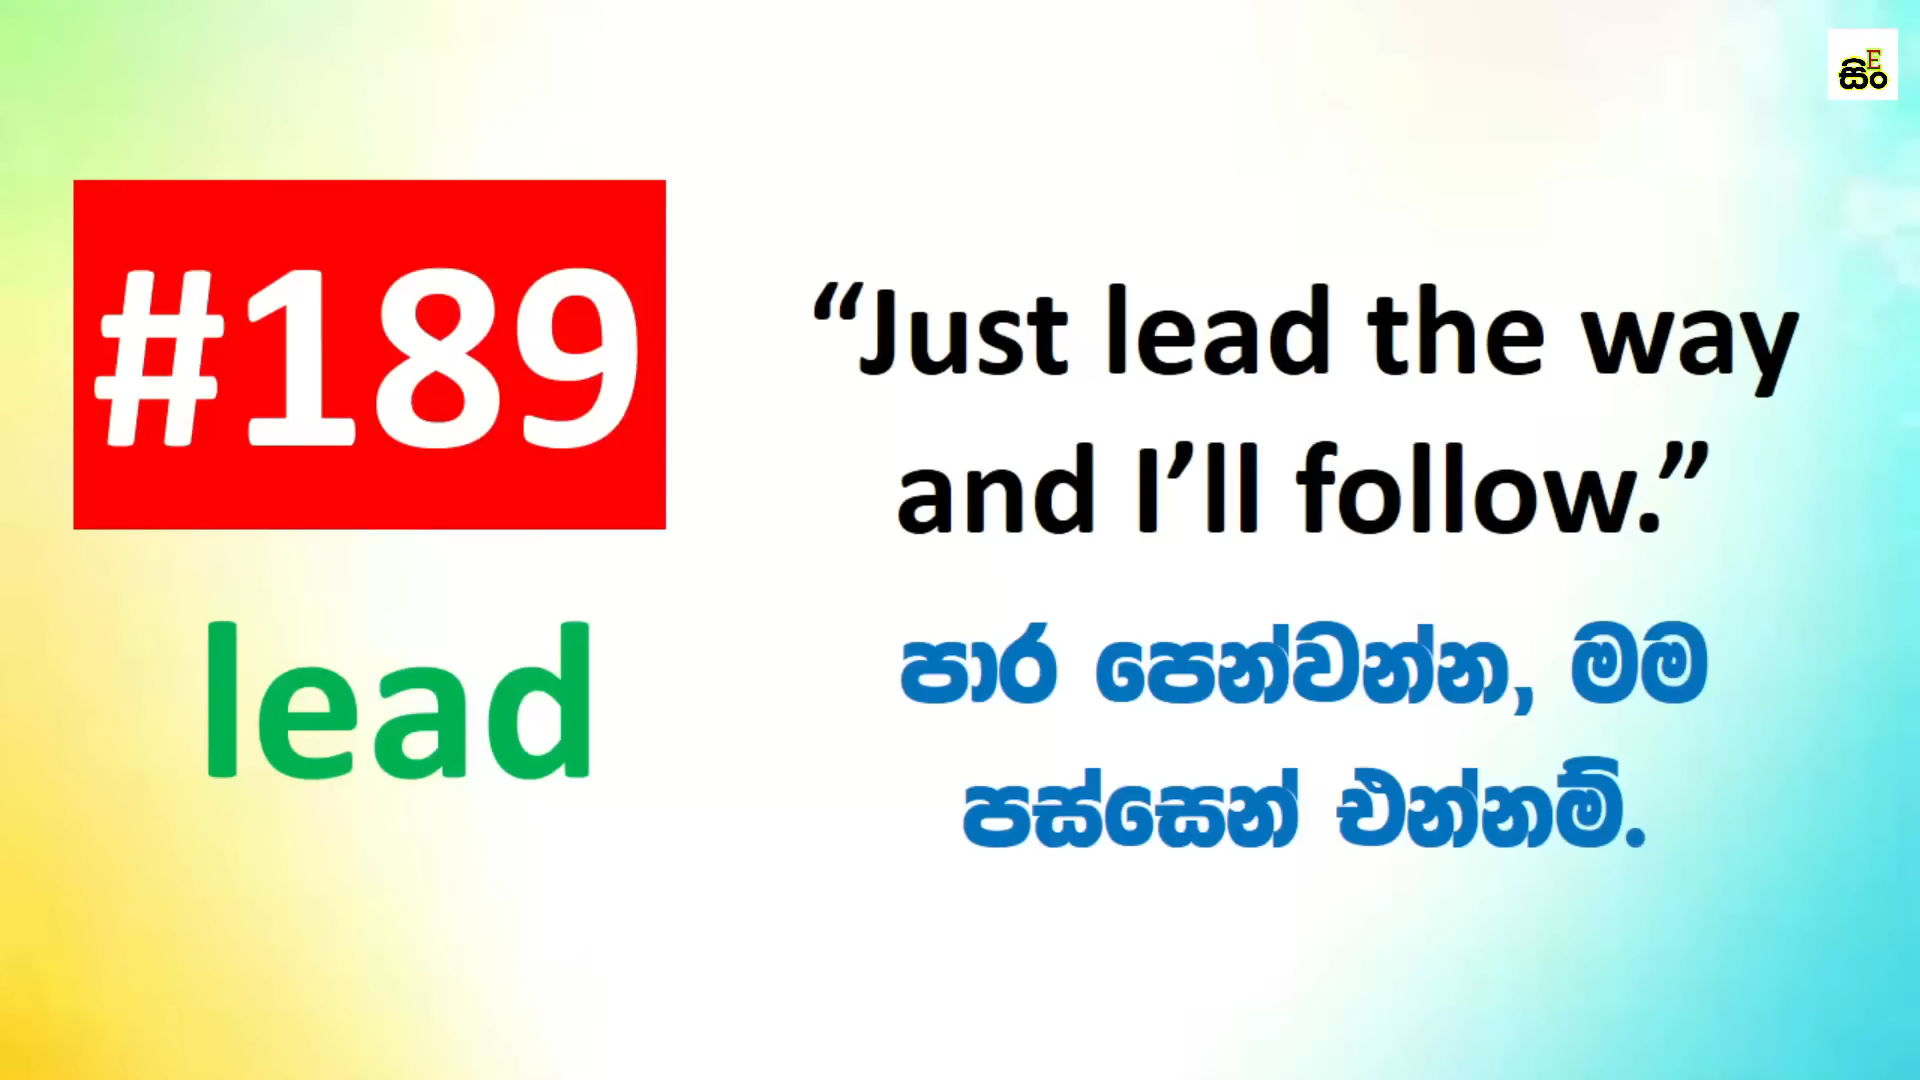 සිං
E
#189
lead
“Just lead the way
and I’ll follow.”
පාර පෙන්වන්න, මම
පස්සෙන් එන්නම්.